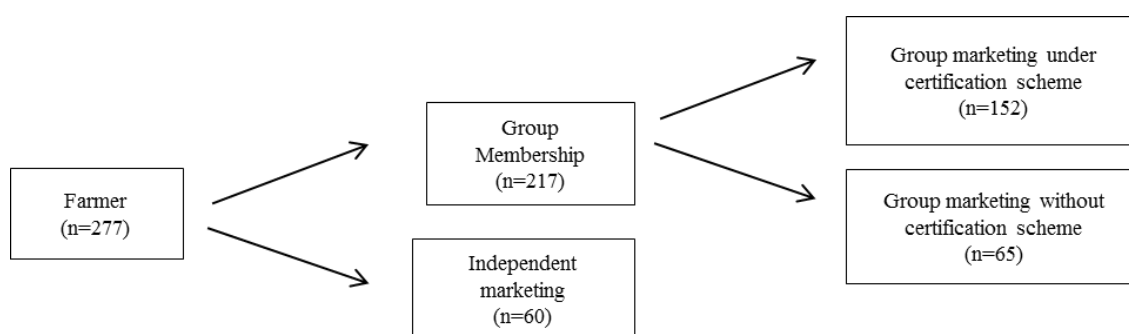 Farmer
(n=277)
Group
Membership
(n=217)
Independent
marketing
(n=60)
Group marketing under
certification scheme
(n=152)
Group marketing without
certification scheme
(n=65)